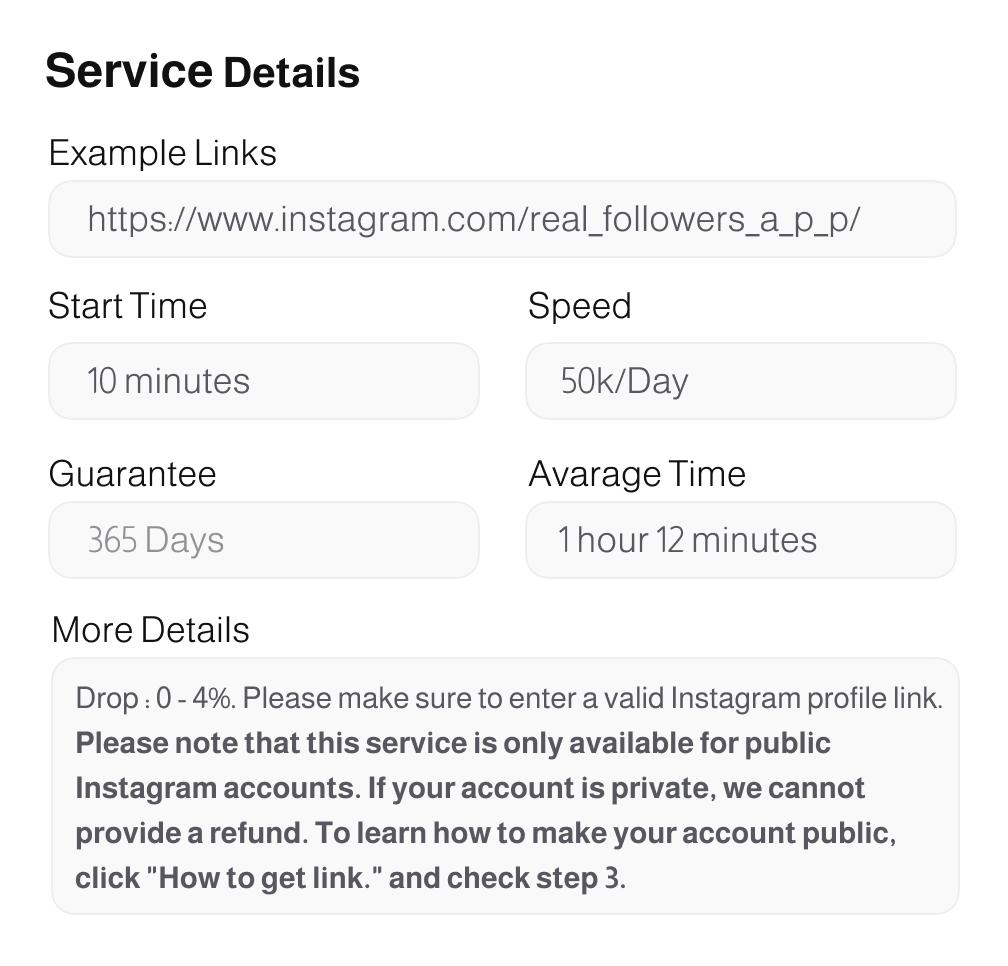 Service Details
Example Links
https://www.instagram.com/real_followers_a_p_p/
Start Time
Speed
10 minutes
50k/Day
Guarantee
Avarage Time
365 Days
1 hour 12 minutes
More Details
Drop : 0 - 4%. Please make sure to enter a valid Instagram profile link.
Please note that this service is only available for public
Instagram accounts. If your account is private, we cannot
provide a refund. To learn how to make your account public,
click "How to get link." and check step 3.